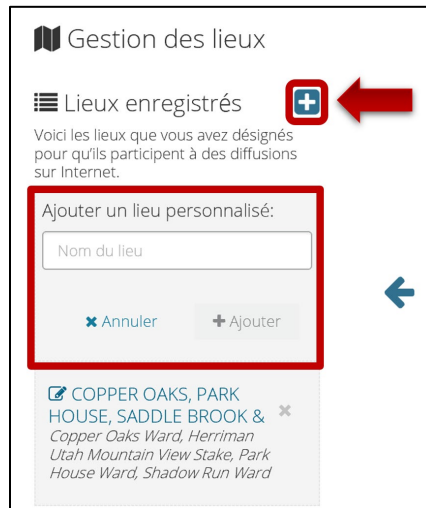 Gestion des lieux
Lieux enregistrés
Voici les lieux que vous avez désignés
pour qu'ils participent à des diffusions
sur Internet.
Ajouter un lieu personnalisé:
Nom du lieu
Annuler
Ajouter
COPPER OAKS, PARK
HOUSE, SADDLE BROOK &
Copper Oaks Ward, Herriman
Utah Mountain View Stake, Park
House Ward, Shadow Run Ward